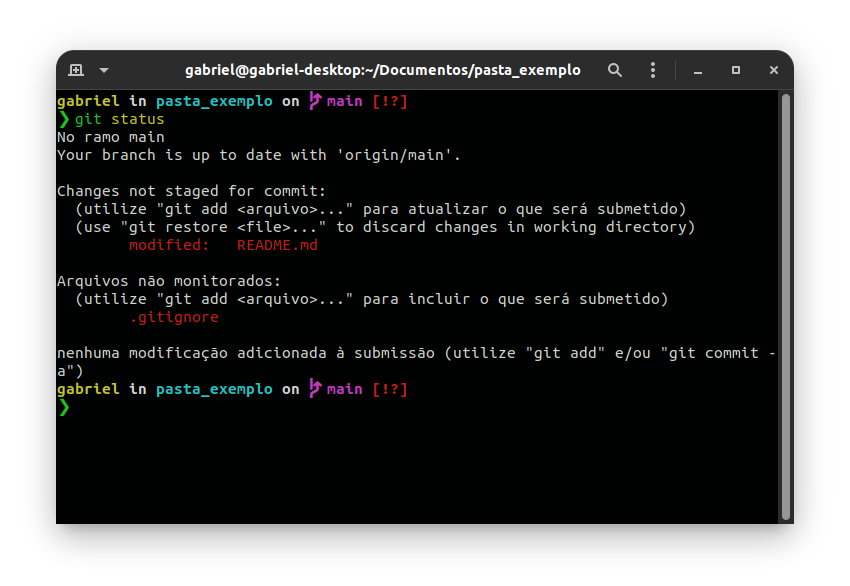 gabriel@gabriel-desktop:~/Documentos/pasta_exemplo
gabriel in pasta_exemplo on main [!?]
❯ git status
No ramo main
Your branch is up to date with 'origin/main'.
Changes not staged for commit:
  (utilize "git add <arquivo>..." para atualizar o que será submetido)
  (use "git restore <file>..." to discard changes in working directory)
        modified:   README.md
Arquivos não monitorados:
  (utilize "git add <arquivo>..." para incluir o que será submetido)
        .gitignore
nenhuma modificação adicionada à submissão (utilize "git add" e/ou "git commit -
a")
gabriel in pasta_exemplo on main [!?]
❯